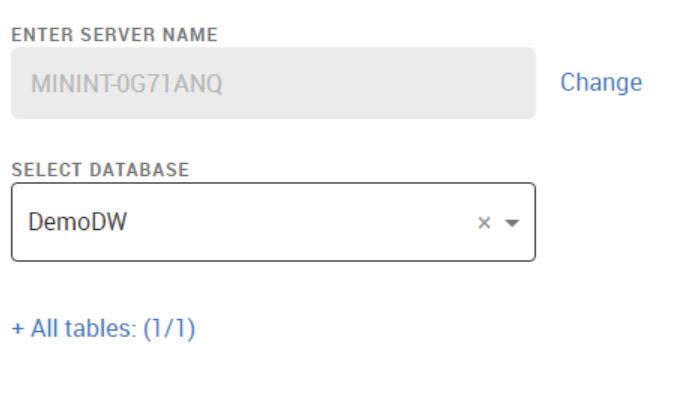 ENTER SERVER NAME
MININT-0G71ANQ
Change
SELECT DATABASE
DemoDW
+ All tables: (1/1)